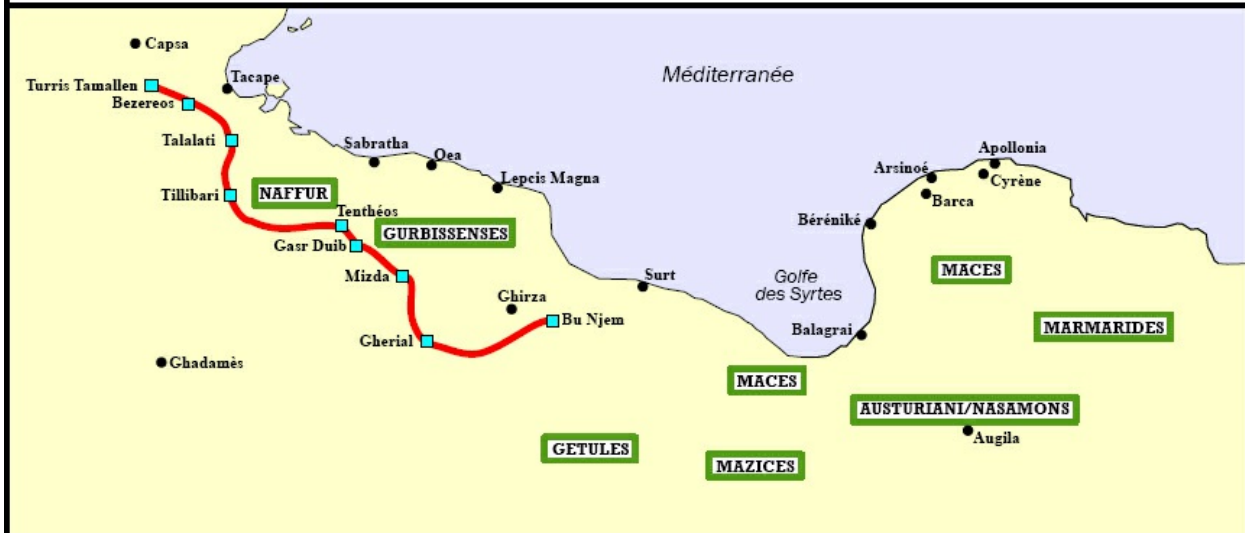 Capsa
Méditerranée
Tacape
Turris Tamallen
Bezereos
Talalati
Sabratha
Oea
Apollonia
Arsinoé
Cyrène
Lepcis Magna
Tillibari
NAFFUR
Barca
Tenthéos
Béréniké
GURBISSENSES
Gasr Duib
Mizda
Surt
Golfe
des Syrtes
MACES
Ghirza
Bu Njem
MARMARIDES
Balagrai
Gherial
Ghadamès
MACES
AUSTURIANI/NASAMONS
Augila
GETULES
MAZICES